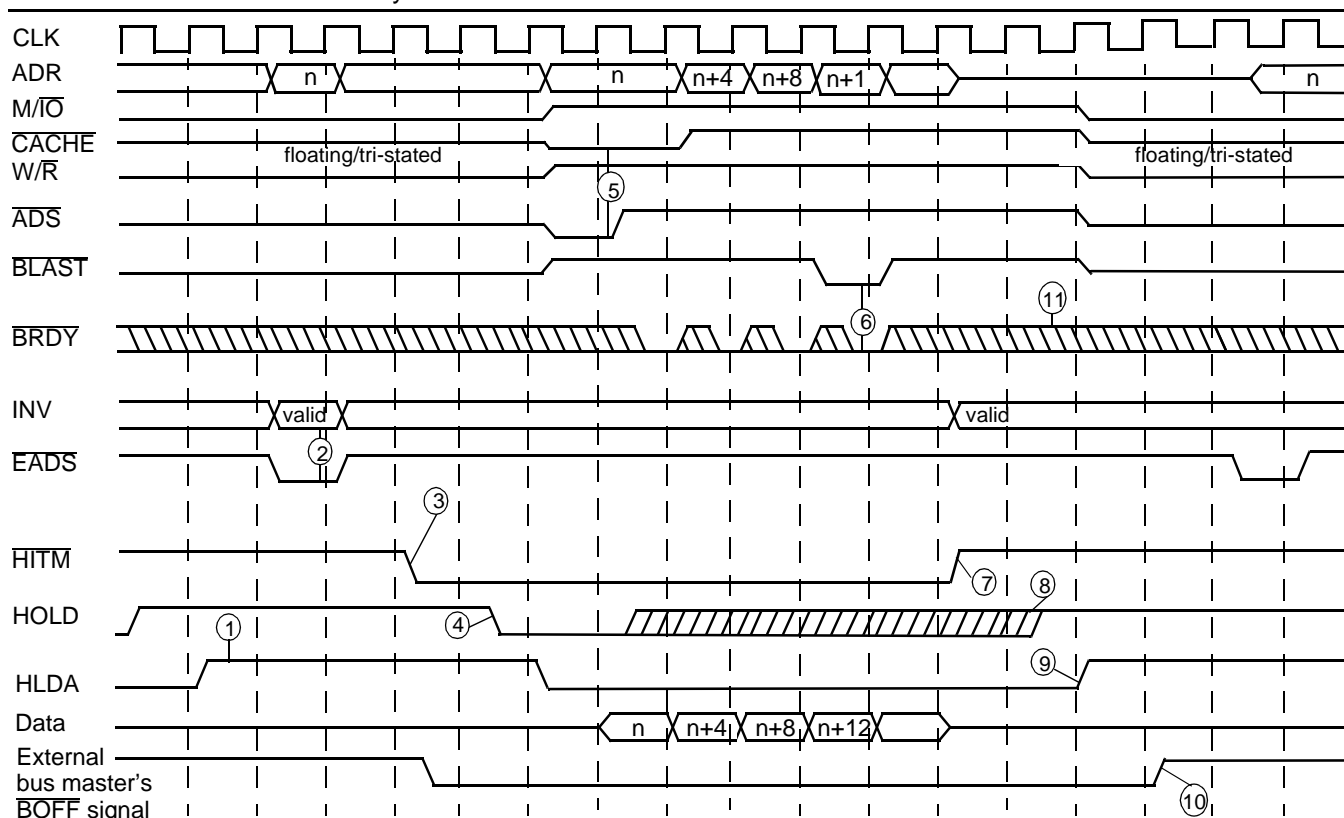 CLK
ADR n n n+4 n+8 n+1 n
M/IO
CACHE
floating/tri-stated floating/tri-stated
W/R
5
ADS
BLAST
11
6
BRDY
INV valid valid
2
EADS
3
HITM
7
8
HOLD
1 4
9
HLDA
Data n n+4 n+8 n+12
External
bus master's
10
BOFF signal